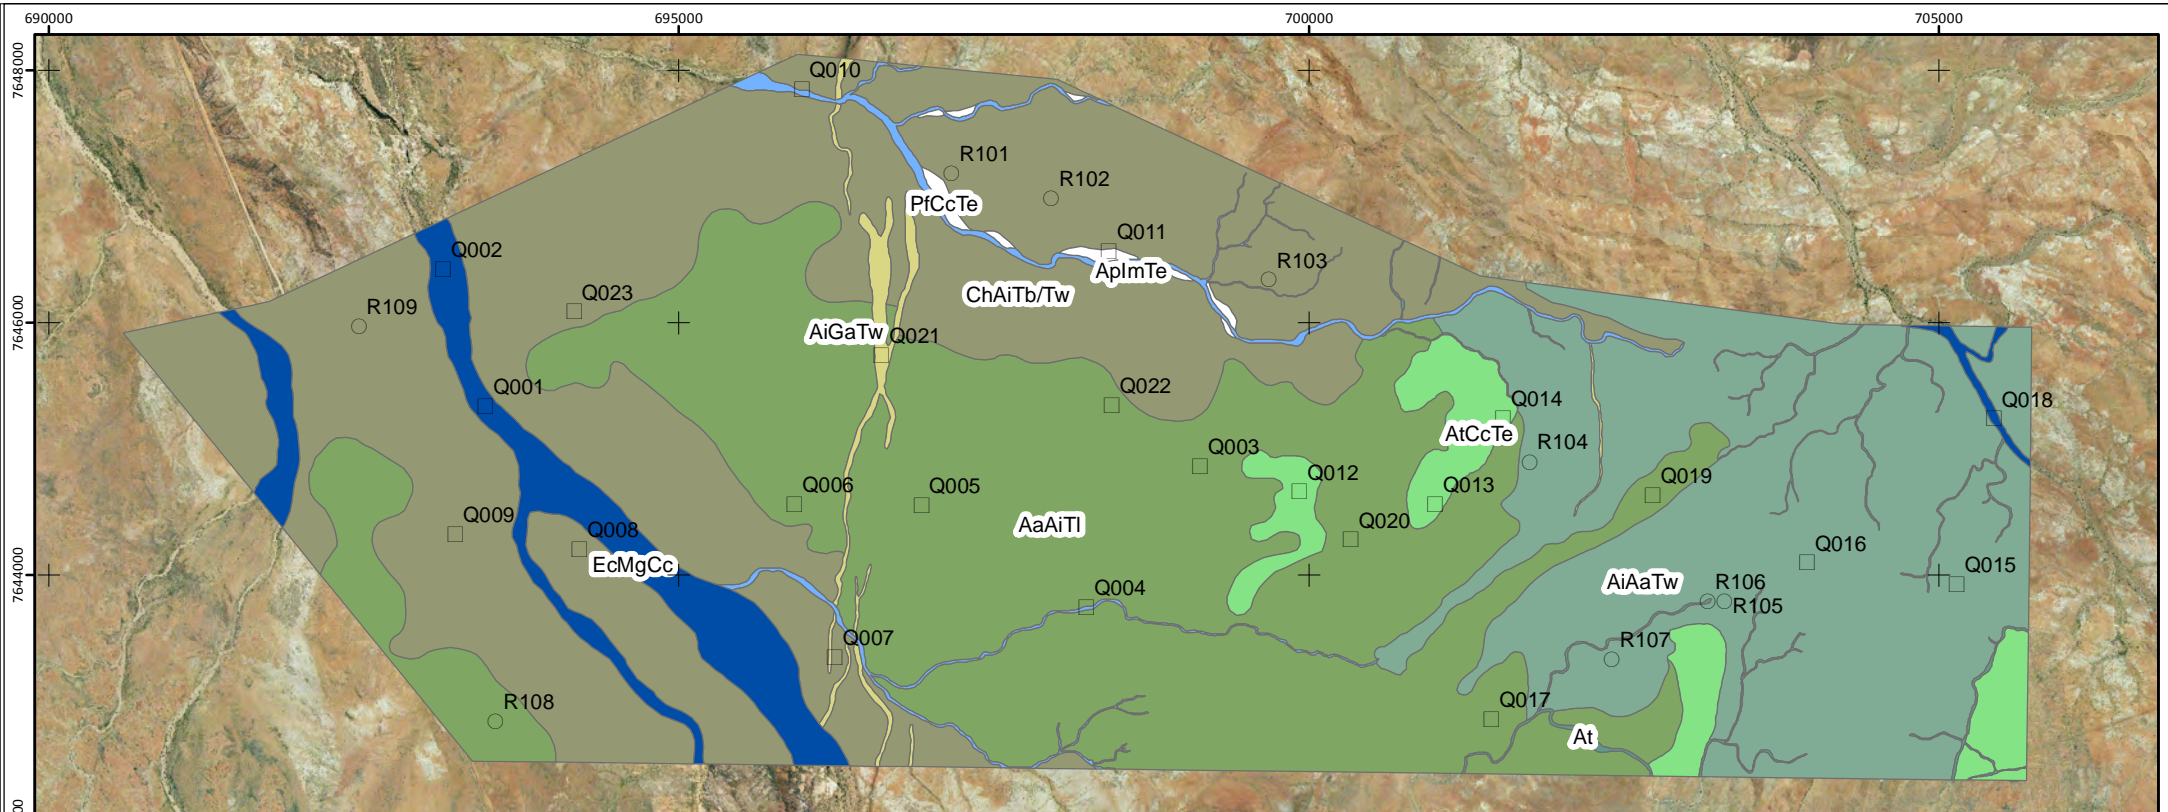 690000 695000 700000 705000
7648000
7646000
7644000
Q010
R101
R102
PfCcTe
Q011
Q002
ApImTe
R103
Q023
ChAiTb/Tw
R109
AiGaTw
Q021
Q001
Q022
Q014
Q018
AtCcTe
R104
Q003
Q012
Q013
Q019
Q006
Q005
Q009
Q008
AaAiTl
Q020
EcMgCc
Q016
Q015
AiAaTw
R106
R105
Q004
Q007
R107
R108
Q017
At